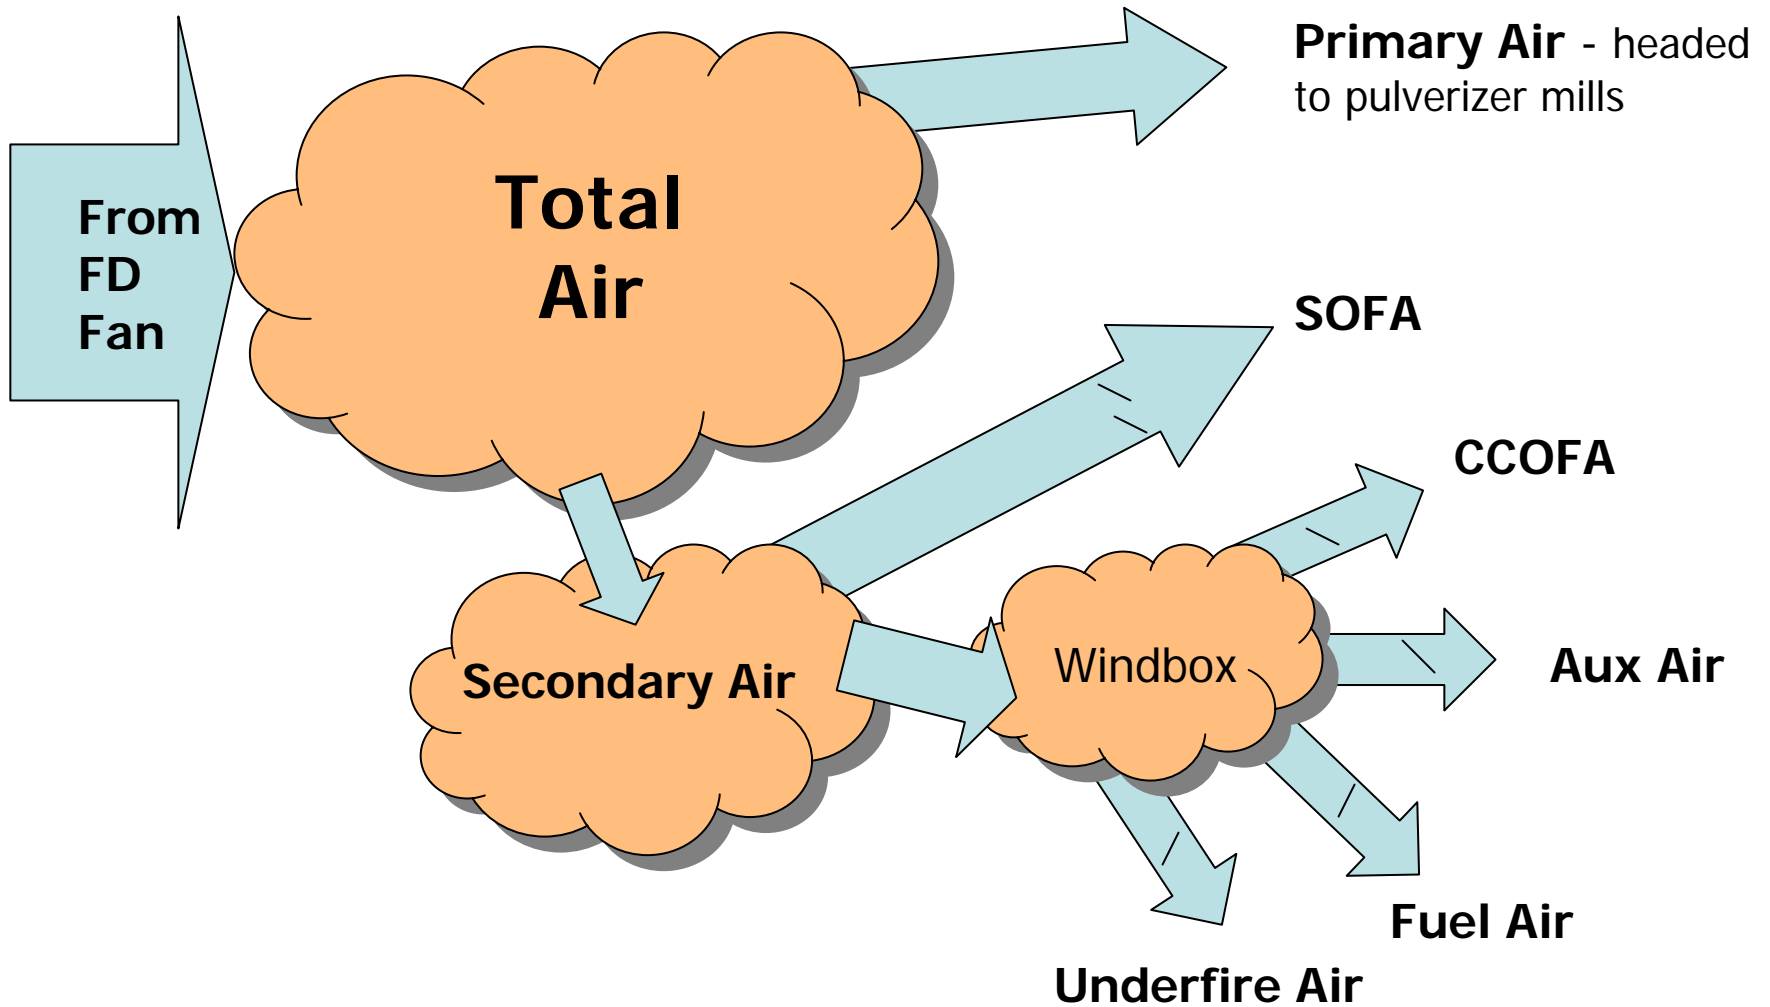 Primary Air - headed
to pulverizer mills
From
FD
Fan
Total
Air
SOFA
CCOFA
Secondary Air
Windbox
Aux Air
Fuel Air
Underfire Air